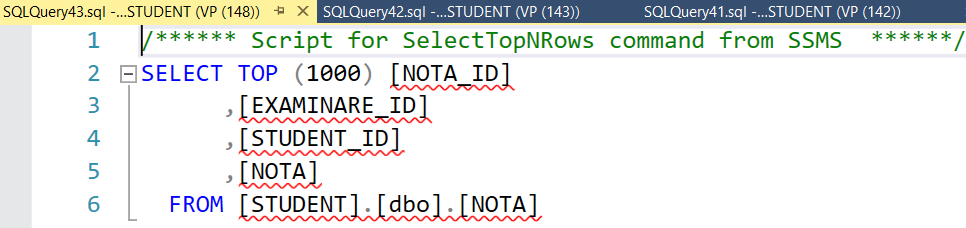 SQLQuery43.sql -...STUDENT (VP (148)) SQLQuery42.sql -...STUDENT (VP (143)) SQLQuery41.sql -...STUDENT (VP (142))
1 /****** Script for SelectTopNRows command from SSMS  ******/
2 SELECT TOP (1000) [NOTA_ID]
3 ,[EXAMINARE_ID]
4 ,[STUDENT_ID]
5 ,[NOTA]
6 FROM [STUDENT].[dbo].[NOTA]